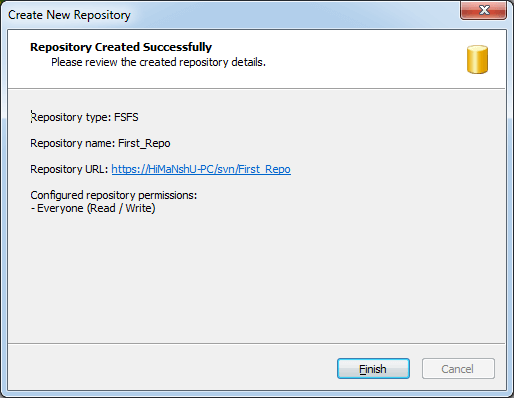 Create New Repository
Repository Created Successfully
Please review the created repository details.
Repository type: FSFS
Repository name: First_Repo
Repository URL: https://HiMaNshU-PC/svn/First_Repo
Configured repository permissions:
- Everyone (Read / Write)
Finish Cancel